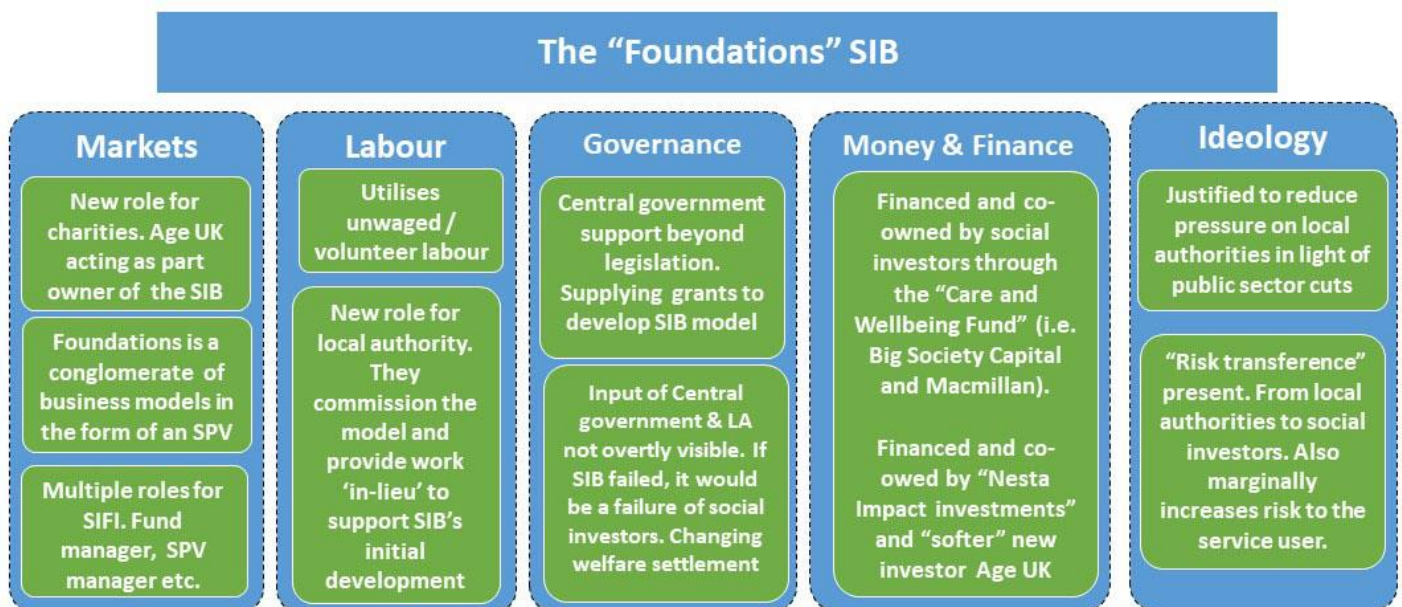 The “Foundations” SIB
Markets
New role for
charities. Age UK
acting as part
owner of the SIB
Foundations is a
conglomerate of
business models in
the form of an SPV
Multiple roles for
SIFI. Fund
manager, SPV
manager etc.
Labour
Utilises
unwaged /
volunteer labour
New role for
local authority.
They
commission the
model and
provide work
‘in-lieu’ to
support SIB’s
initial
development
Governance
Central government
support beyond
legislation.
Supplying grants to
develop SIB model
Input of Central
government & LA
not overtly visible. If
SIB failed, it would
be a failure of social
investors. Changing
welfare settlement
Money & Finance
Financed and co-
owned by social
investors through
the “Care and
Wellbeing Fund” (i.e.
Big Society Capital
and Macmillan).
Financed and co-
owed by “Nesta
Impact investments”
and “softer” new
investor Age UK
Ideology
Justified to reduce
pressure on local
authorities in light of
public sector cuts
“Risk transference”
present. From local
authorities to social
investors. Also
marginally
increases risk to the
service user.